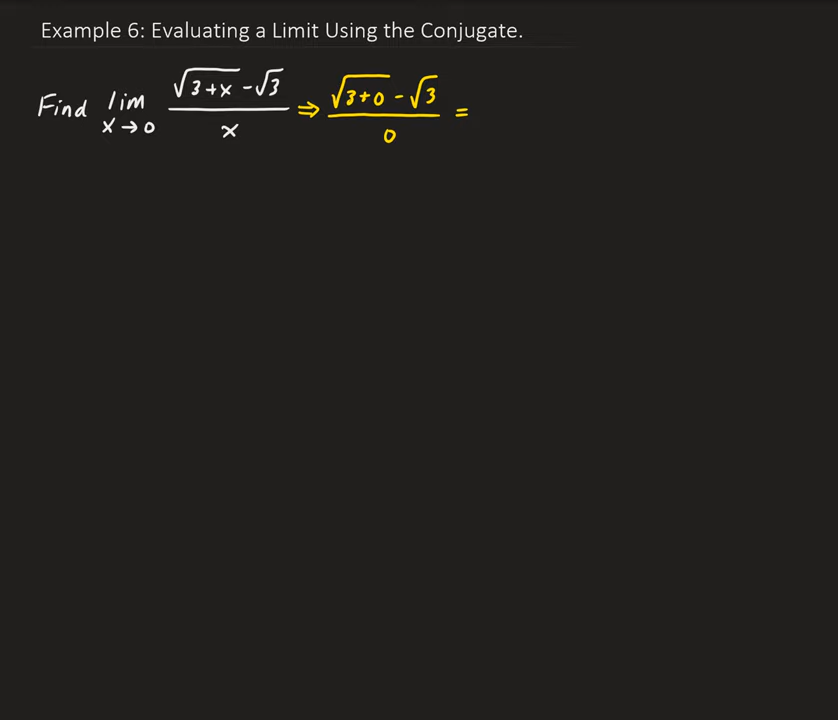 Example 6: Evaluating a Limit Using the Conjugate.
Find lim x→0 (√(3+x) - √3)/x ⇒ (√(3+0) - √3)/0 =